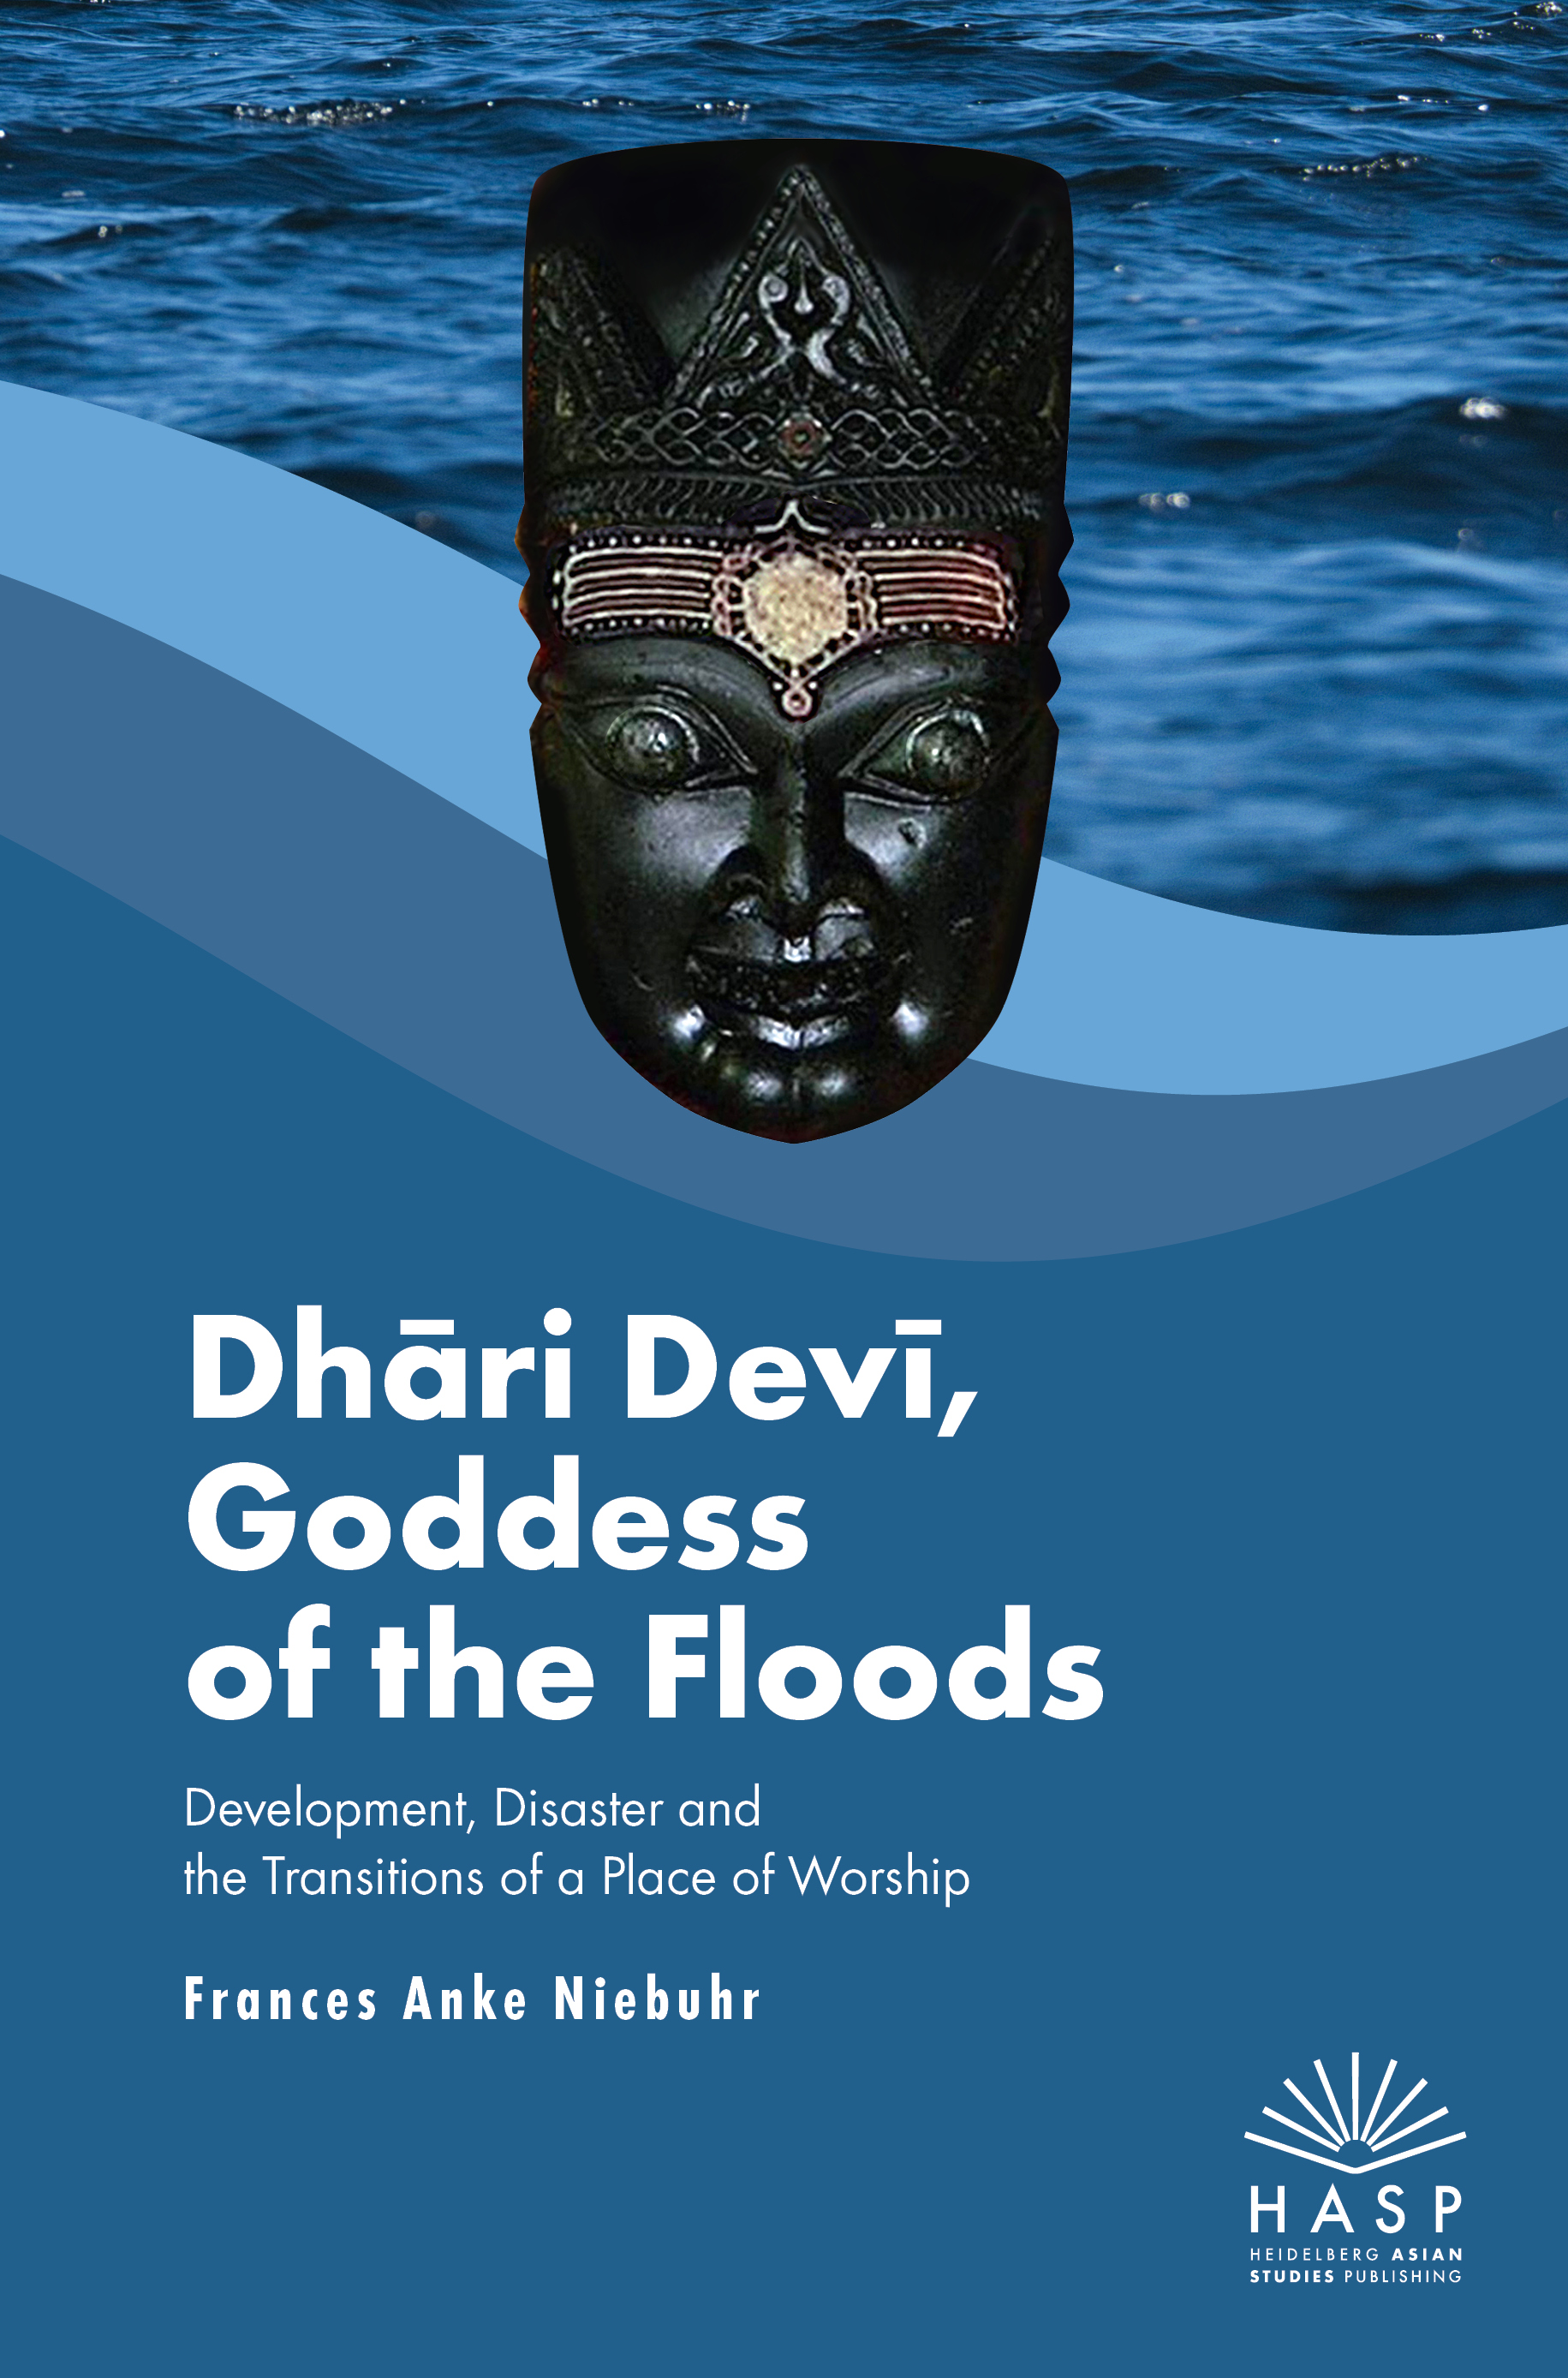 Dhāri Devī,
Goddess
of the Floods
Development, Disaster and
the Transitions of a Place of Worship
Frances Anke Niebuhr
HASP
HEIDELBERG ASIAN
STUDIES PUBLISHING